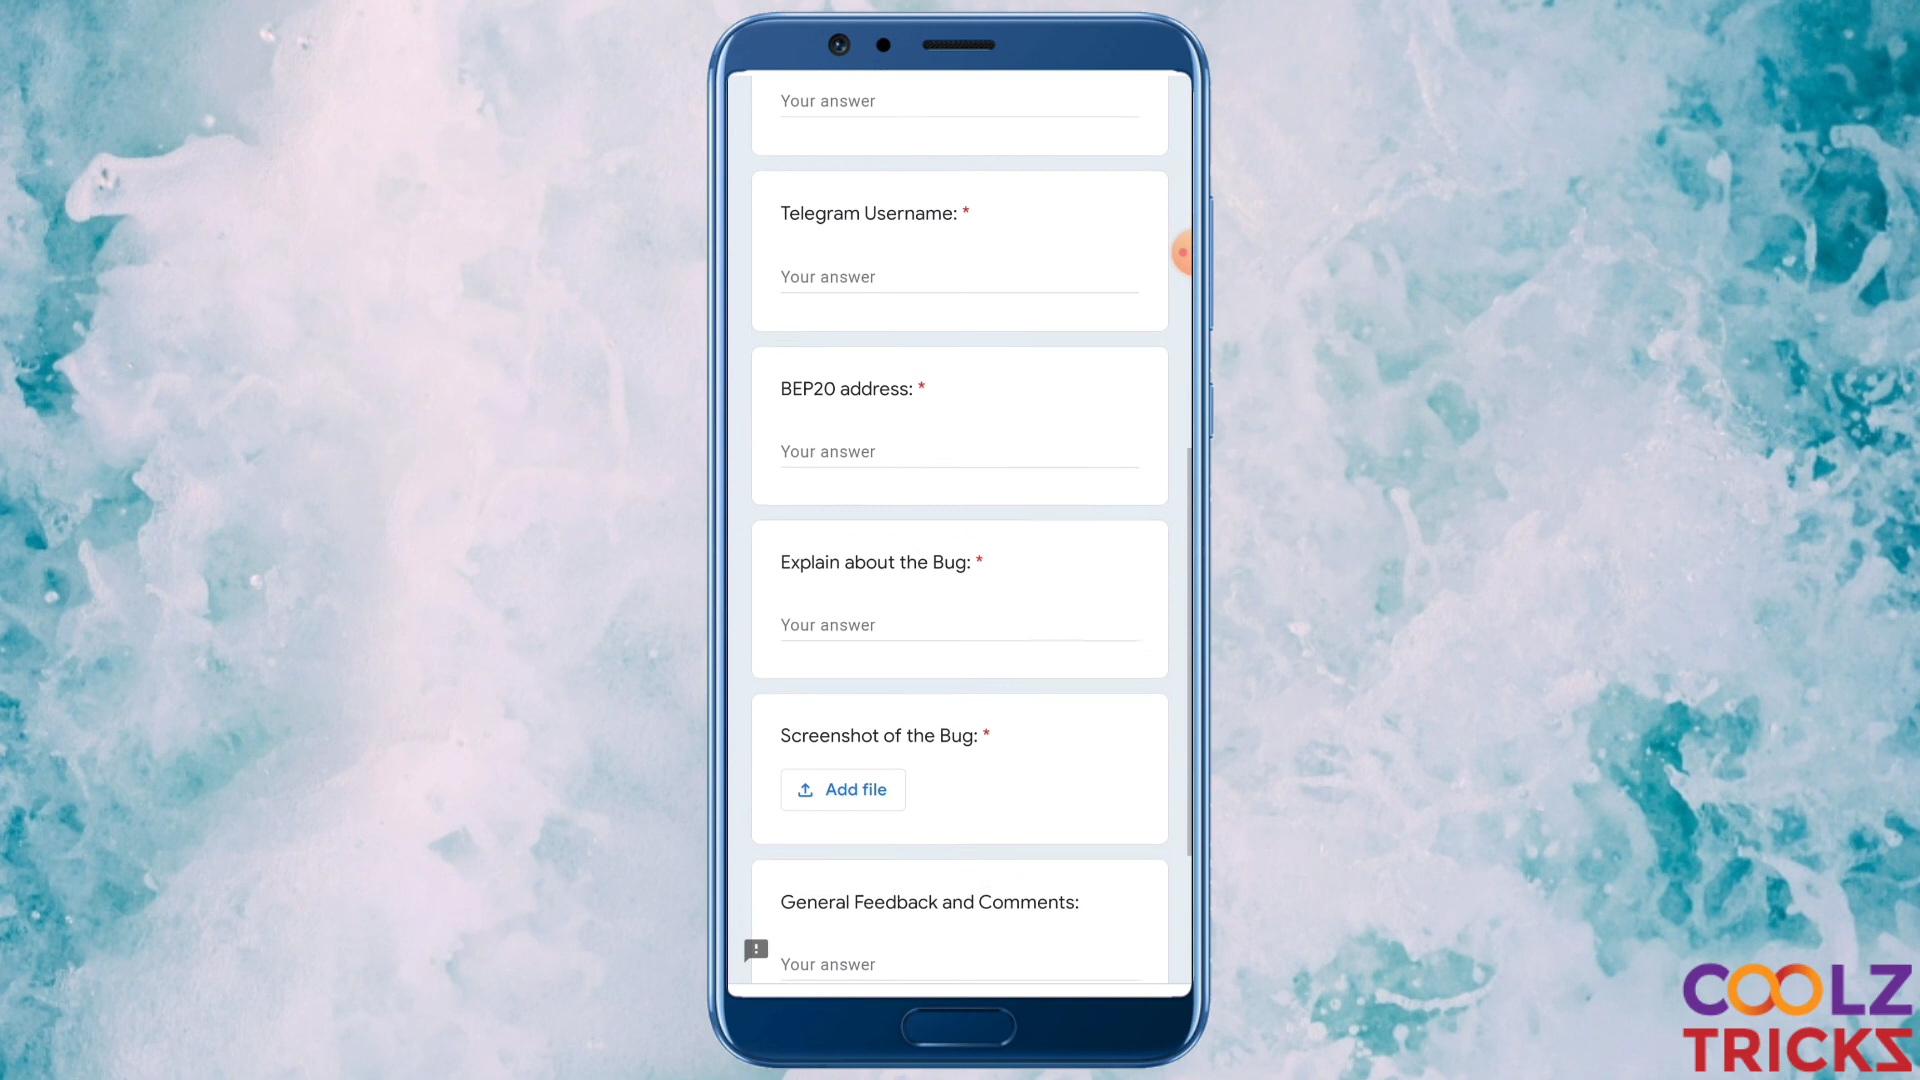 Your answer
Telegram Username: *
Your answer
BEP20 address: *
Your answer
Explain about the Bug: *
Your answer
Screenshot of the Bug: *
Add file
General Feedback and Comments:
Your answer
COOLZ
TRICKS